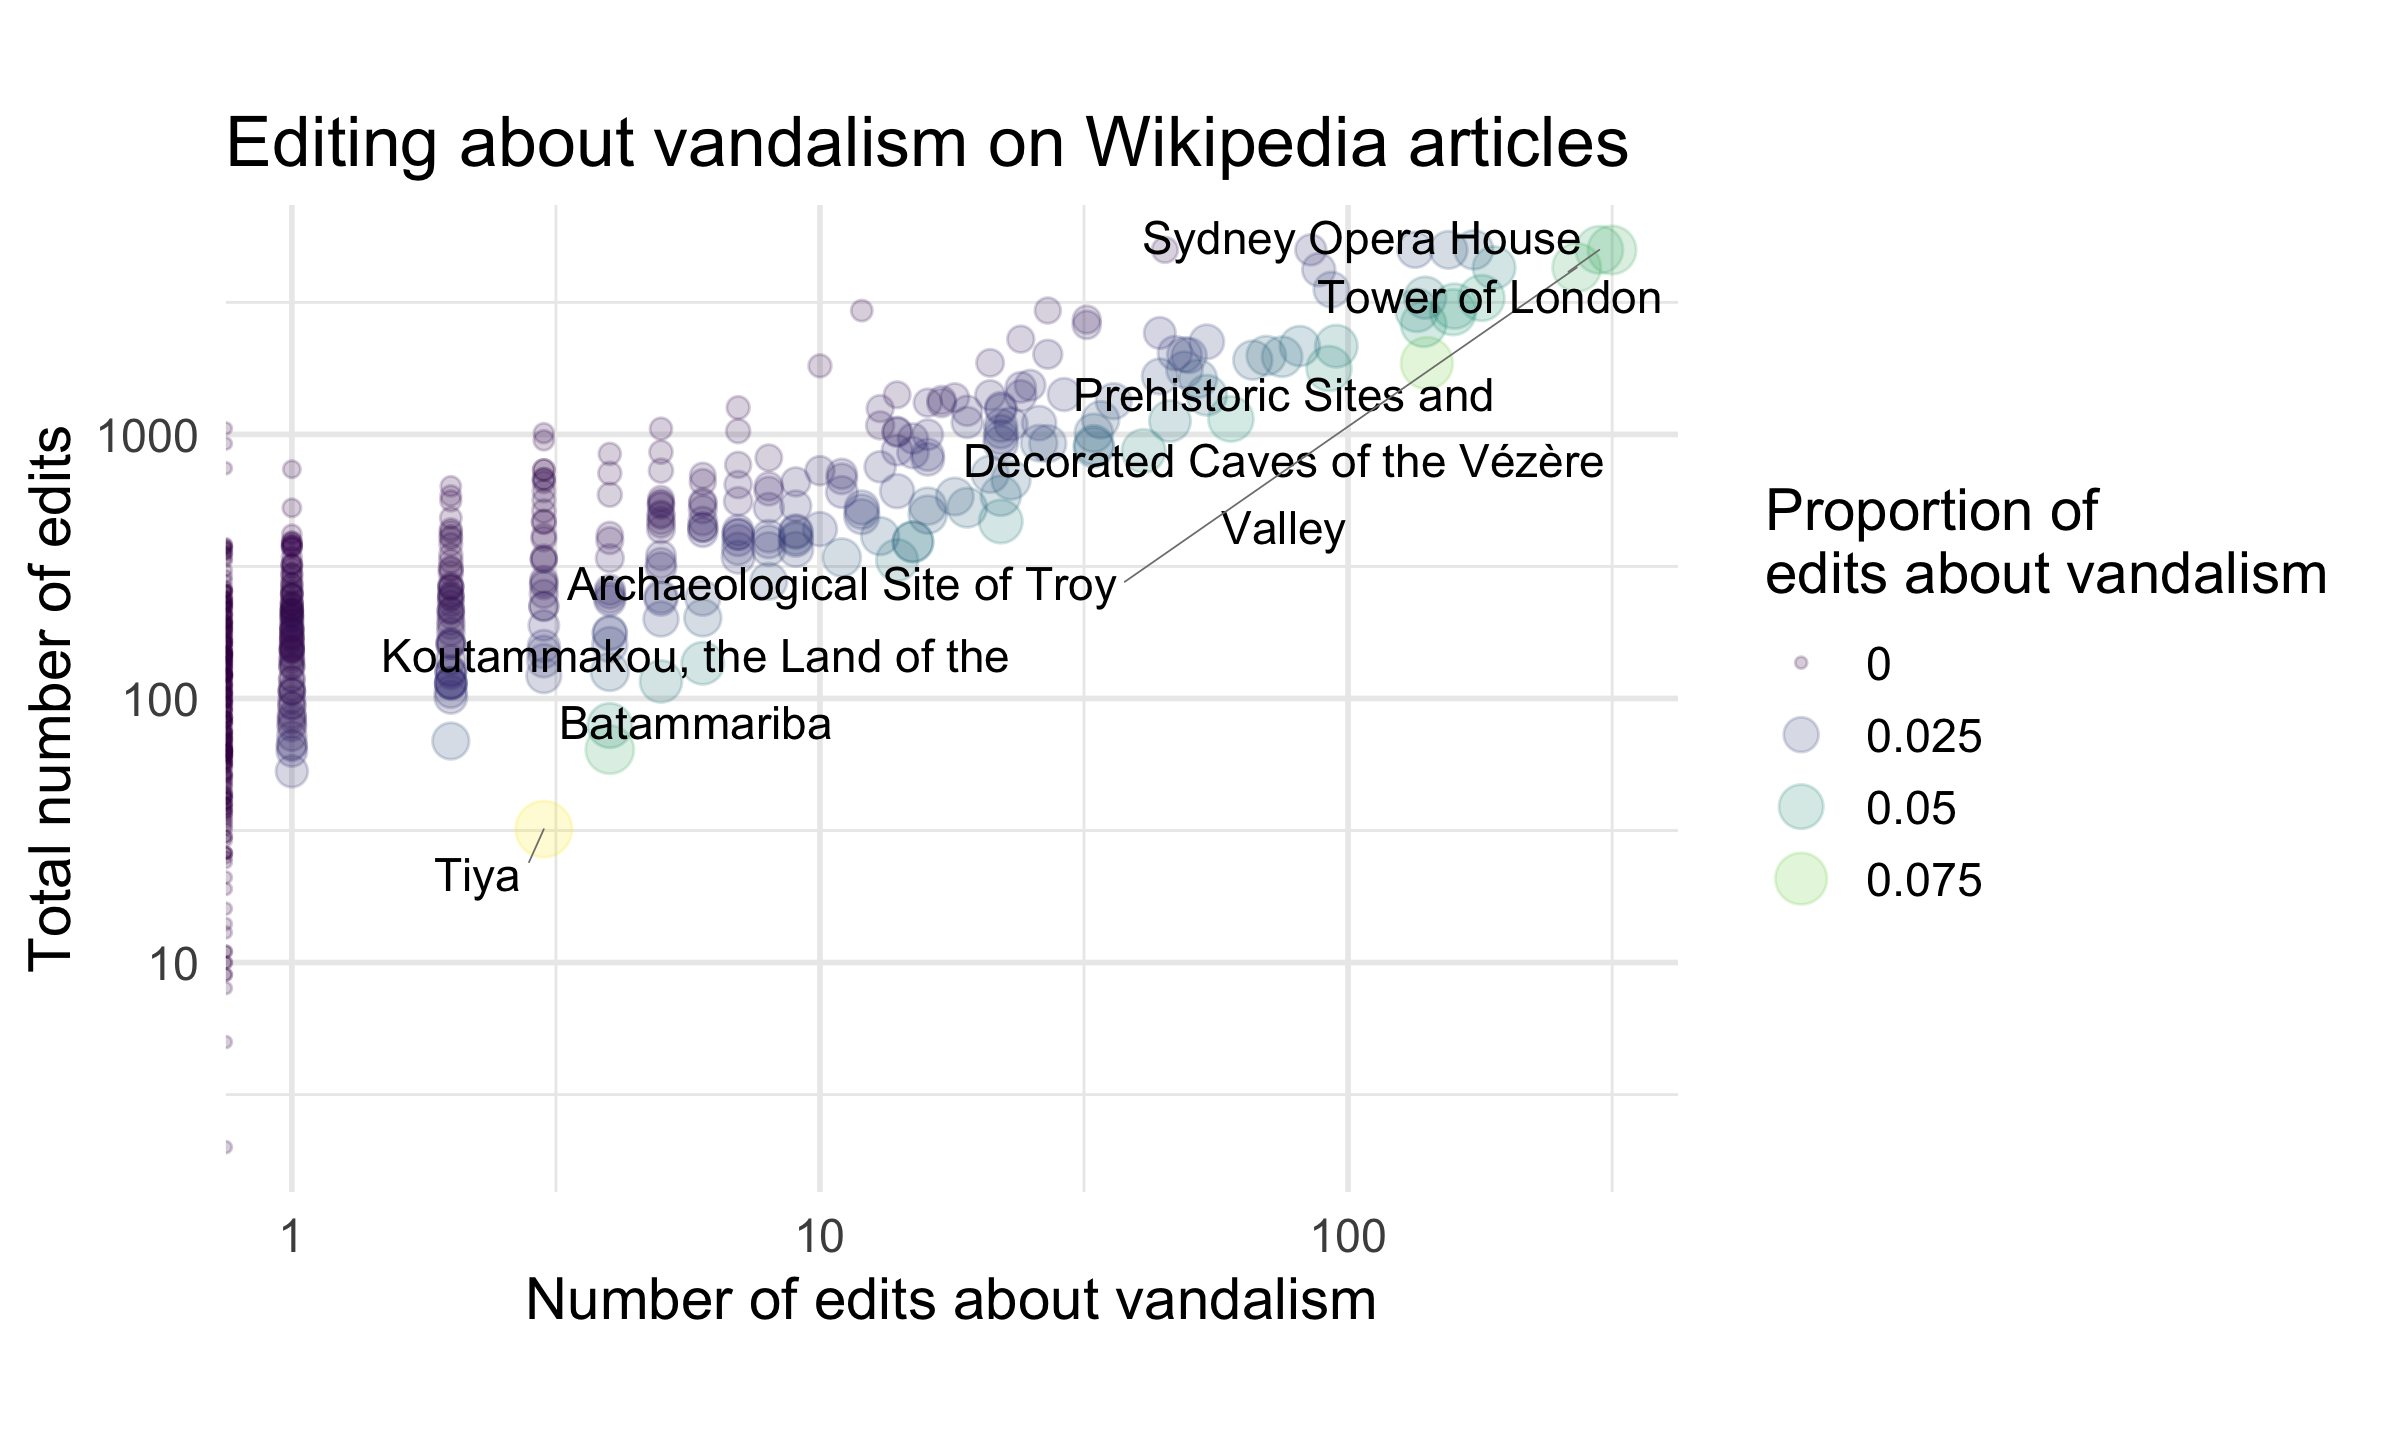 Editing about vandalism on Wikipedia articles
Sydney Opera House
Tower of London
Prehistoric Sites and
Decorated Caves of the Vézère
Valley
Archaeological Site of Troy
Koutammakou, the Land of the
Batammariba
Tiya
Total number of edits
1000
100
10
1
10
100
Number of edits about vandalism
Proportion of
edits about vandalism
0
0.025
0.05
0.075